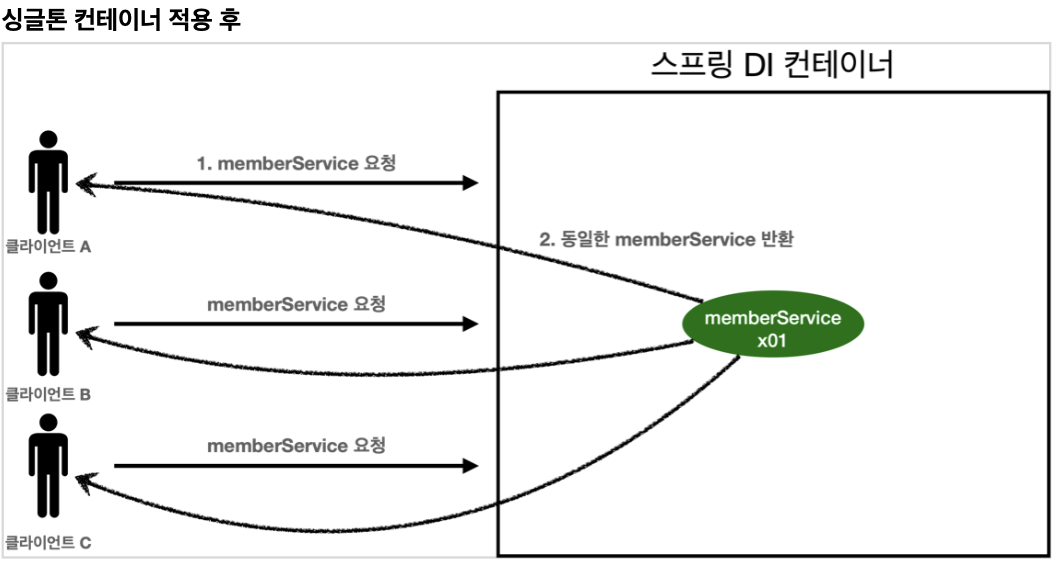 싱글톤 컨테이너 적용 후
스프링 DI 컨테이너
1. memberService 요청
클라이언트 A
2. 동일한 memberService 반환
memberService 요청
memberService
x01
클라이언트 B
memberService 요청
클라이언트 C